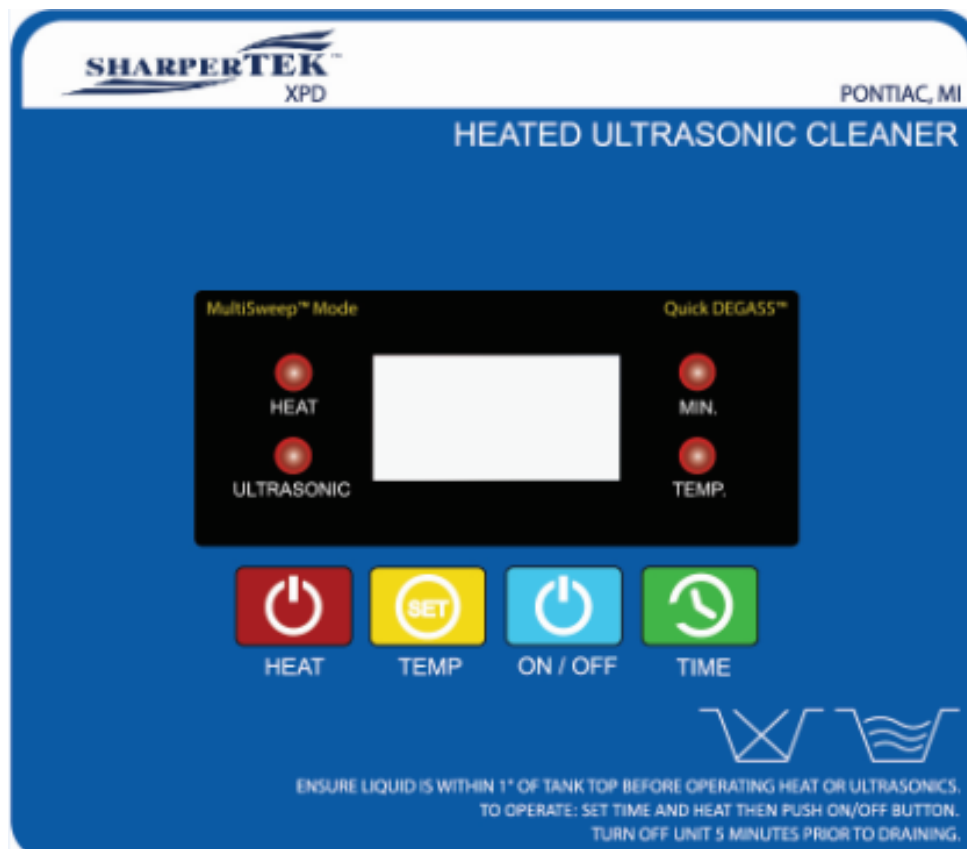 SHARPERTEK™
XPD
PONTIAC, MI
HEATED ULTRASONIC CLEANER
MultiSweep™ Mode
Quick DEGASS™
HEAT
MIN.
ULTRASONIC
TEMP.
SET
HEAT
TEMP
ON / OFF
TIME
ENSURE LIQUID IS WITHIN 1" OF TANK TOP BEFORE OPERATING HEAT OR ULTRASONICS.
TO OPERATE: SET TIME AND HEAT THEN PUSH ON/OFF BUTTON.
TURN OFF UNIT 5 MINUTES PRIOR TO DRAINING.